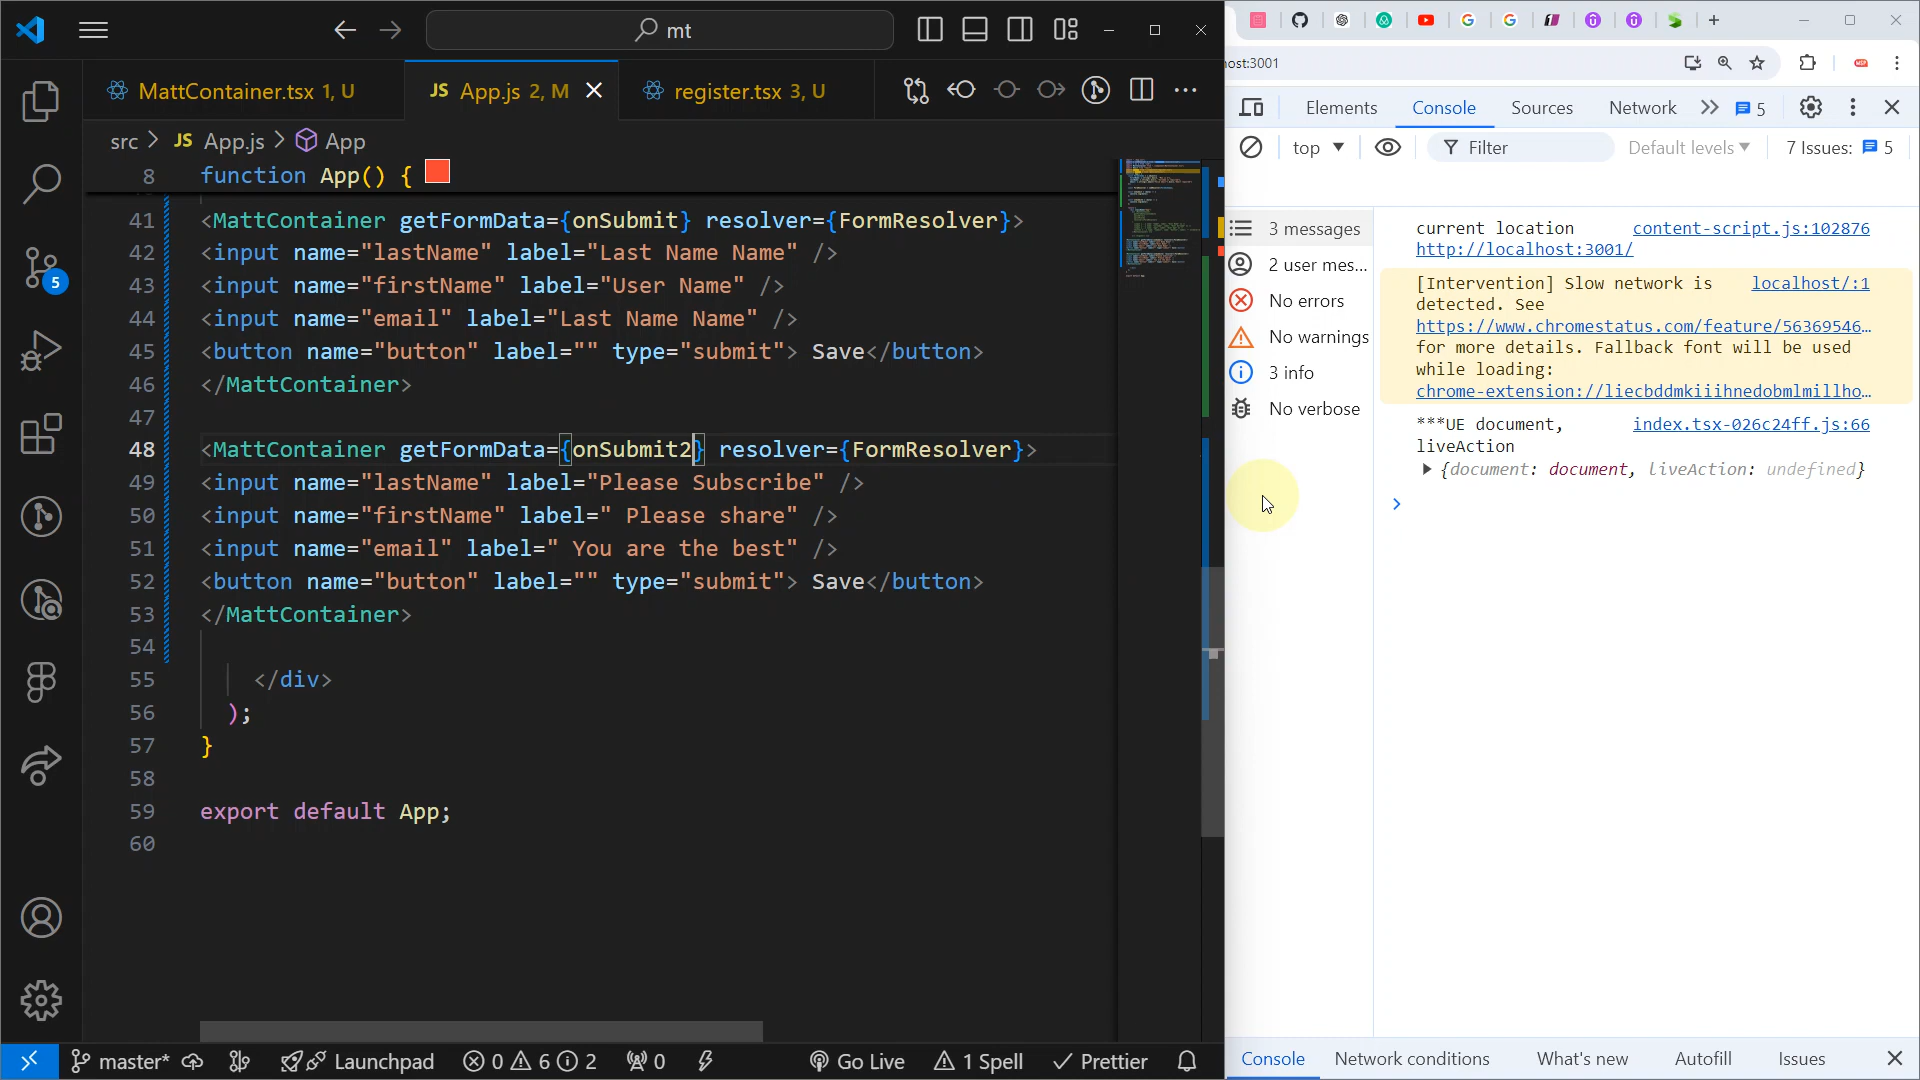 mt
MattContainer.tsx 1, U
JS App.js 2, M
register.tsx 3, U
src > JS App.js > App
8 function App() {
41 <MattContainer getFormData={onSubmit} resolver={FormResolver}>
42 <input name="lastName" label="Last Name Name" />
43 <input name="firstName" label="User Name" />
44 <input name="email" label="Last Name Name" />
45 <button name="button" label="" type="submit"> Save</button>
46 </MattContainer>
47
48 <MattContainer getFormData={onSubmit2} resolver={FormResolver}>
49 <input name="lastName" label="Please Subscribe" />
50 <input name="firstName" label=" Please share" />
51 <input name="email" label=" You are the best" />
52 <button name="button" label="" type="submit"> Save</button>
53 </MattContainer>
54
55 </div>
56 );
57 }
58
59 export default App;
60
5
master* Launchpad 0 6 2 0 Go Live 1 Spell Prettier
ost:3001
Elements Console Sources Network 5
top Filter Default levels 7 Issues: 5
3 messages
2 user mes...
No errors
No warnings
3 info
No verbose
current location content-script.js:102876
http://localhost:3001/
[Intervention] Slow network is localhost/:1
detected. See
https://www.chromestatus.com/feature/56369546…
for more details. Fallback font will be used
while loading:
chrome-extension://liecbddmkiiihnedobmlmillho…
***UE document, index.tsx-026c24ff.js:66
liveAction
{document: document, liveAction: undefined}
Console Network conditions What's new Autofill Issues